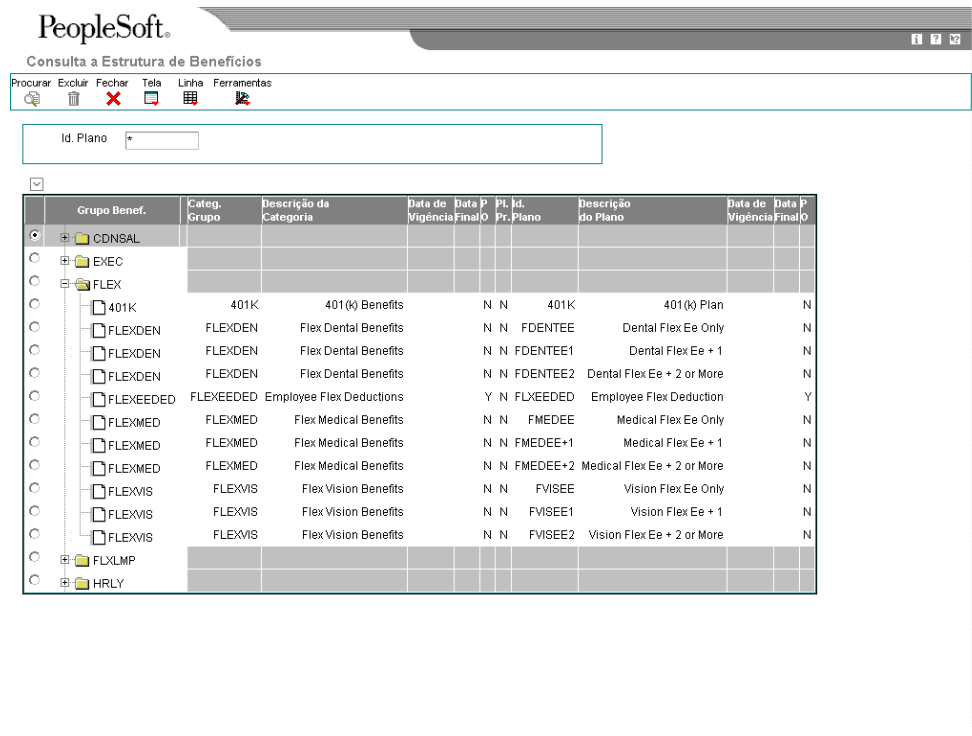 PeopleSoft®
Consulta a Estrutura de Benefícios
Procurar Excluir Fechar Tela Linha Ferramentas
Id. Plano *
Grupo Benef. Categ. Grupo Descrição da Categoria Data de Vigência Data Final P O Pl. Pr. Id. Plano Descrição do Plano Data de Vigência Data Final P O
CDNSAL
EXEC
FLEX
401K 401K 401(k) Benefits N N 401K 401(k) Plan N
FLEXDEN FLEXDEN Flex Dental Benefits N N FDENTEE Dental Flex Ee Only N
FLEXDEN FLEXDEN Flex Dental Benefits N N FDENTEE1 Dental Flex Ee + 1 N
FLEXDEN FLEXDEN Flex Dental Benefits N N FDENTEE2 Dental Flex Ee + 2 or More N
FLEXEEDED FLEXEEDED Employee Flex Deductions Y N FLXEEDED Employee Flex Deduction Y
FLEXMED FLEXMED Flex Medical Benefits N N FMEDEE Medical Flex Ee Only N
FLEXMED FLEXMED Flex Medical Benefits N N FMEDEE+1 Medical Flex Ee + 1 N
FLEXMED FLEXMED Flex Medical Benefits N N FMEDEE+2 Medical Flex Ee + 2 or More N
FLEXVIS FLEXVIS Flex Vision Benefits N N FVISEE Vision Flex Ee Only N
FLEXVIS FLEXVIS Flex Vision Benefits N N FVISEE1 Vision Flex Ee + 1 N
FLEXVIS FLEXVIS Flex Vision Benefits N N FVISEE2 Vision Flex Ee + 2 or More N
FLXLMP
HRLY